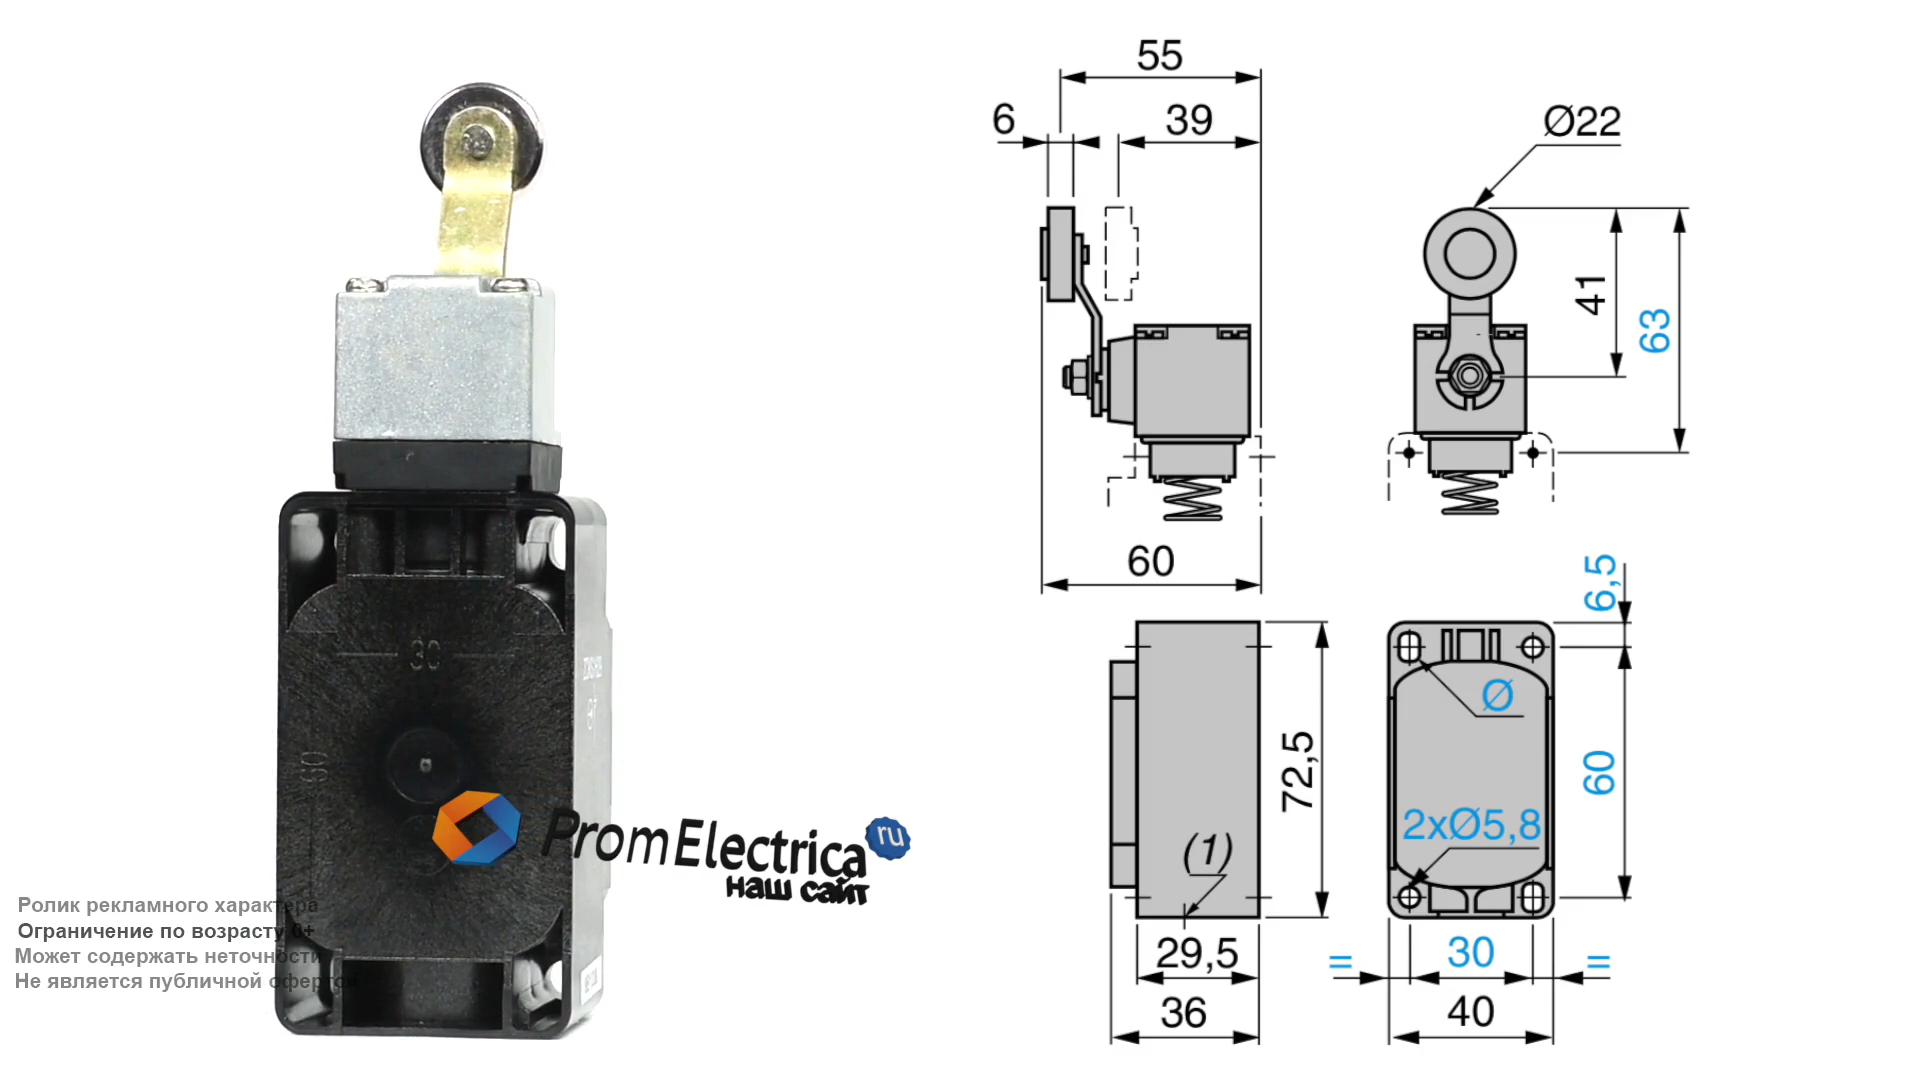 55
6
39
Ø22
41
63
60
6,5
72,5
Ø
60
2xØ5,8
(1)
29,5
= 30 =
36
40
30
60
PromElectrica ru
наш сайт
Ролик рекламного характера
Ограничение по возрасту 0+
Может содержать неточности
Не является публичной офертой